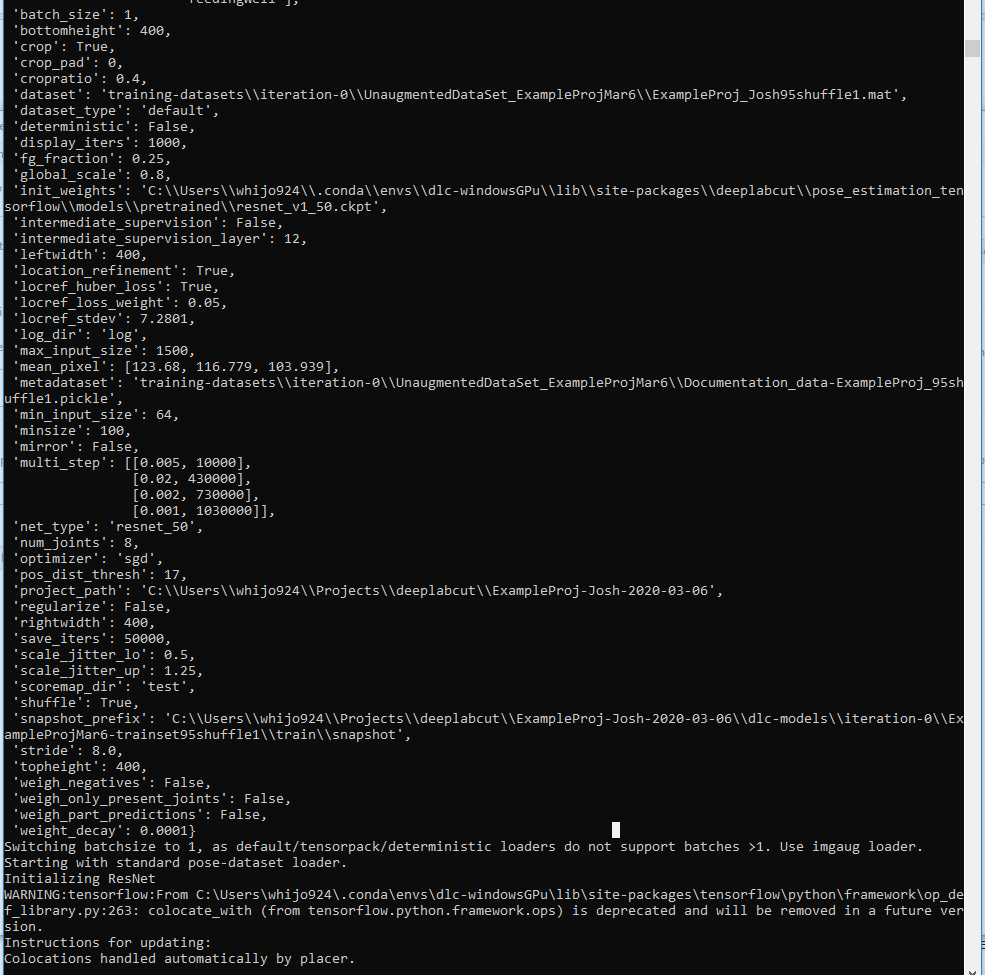 'batch_size': 1,
'bottomheight': 400,
'crop': True,
'crop_pad': 0,
'cropratio': 0.4,
'dataset': 'training-datasets\\iteration-0\\UnaugmentedDataSet_ExampleProjMar6\\ExampleProj_Josh95shuffle1.mat',
'dataset_type': 'default',
'deterministic': False,
'display_iters': 1000,
'fg_fraction': 0.25,
'global_scale': 0.8,
'init_weights': 'C:\\Users\\whijo924\\.conda\\envs\\dlc-windowsGPu\\lib\\site-packages\\deeplabcut\\pose_estimation_ten
sorflow\\models\\pretrained\\resnet_v1_50.ckpt',
'intermediate_supervision': False,
'intermediate_supervision_layer': 12,
'leftwidth': 400,
'location_refinement': True,
'locref_huber_loss': True,
'locref_loss_weight': 0.05,
'locref_stdev': 7.2801,
'log_dir': 'log',
'max_input_size': 1500,
'mean_pixel': [123.68, 116.779, 103.939],
'metadataset': 'training-datasets\\iteration-0\\UnaugmentedDataSet_ExampleProjMar6\\Documentation_data-ExampleProj_95sh
uffle1.pickle',
'min_input_size': 64,
'minsize': 100,
'mirror': False,
'multi_step': [[0.005, 10000],
[0.02, 430000],
[0.002, 730000],
[0.001, 1030000]],
'net_type': 'resnet_50',
'num_joints': 8,
'optimizer': 'sgd',
'pos_dist_thresh': 17,
'project_path': 'C:\\Users\\whijo924\\Projects\\deeplabcut\\ExampleProj-Josh-2020-03-06',
'regularize': False,
'rightwidth': 400,
'save_iters': 50000,
'scale_jitter_lo': 0.5,
'scale_jitter_up': 1.25,
'scoremap_dir': 'test',
'shuffle': True,
'snapshot_prefix': 'C:\\Users\\whijo924\\Projects\\deeplabcut\\ExampleProj-Josh-2020-03-06\\dlc-models\\iteration-0\\Ex
ampleProjMar6-trainset95shuffle1\\train\\snapshot',
'stride': 8.0,
'topheight': 400,
'weigh_negatives': False,
'weigh_only_present_joints': False,
'weigh_part_predictions': False,
'weight_decay': 0.0001}
Switching batchsize to 1, as default/tensorpack/deterministic loaders do not support batches >1. Use imgaug loader.
Starting with standard pose-dataset loader.
Initializing ResNet
WARNING:tensorflow:From C:\Users\whijo924\.conda\envs\dlc-windowsGPu\lib\site-packages\tensorflow\python\framework\op_de
f_library.py:263: colocate_with (from tensorflow.python.framework.ops) is deprecated and will be removed in a future ver
sion.
Instructions for updating:
Colocations handled automatically by placer.